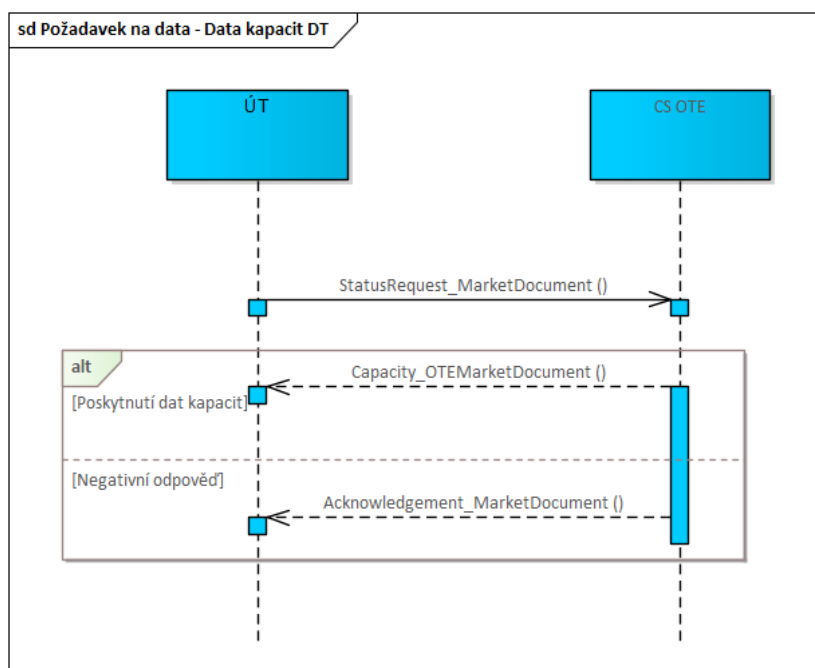 sd Požadavek na data - Data kapacit DT
ÚT
CS OTE
StatusRequest_MarketDocument ()
alt
Capacity_OTEMarketDocument ()
[Poskytnutí dat kapacit]
[Negativní odpověď]
Acknowledgement_MarketDocument ()